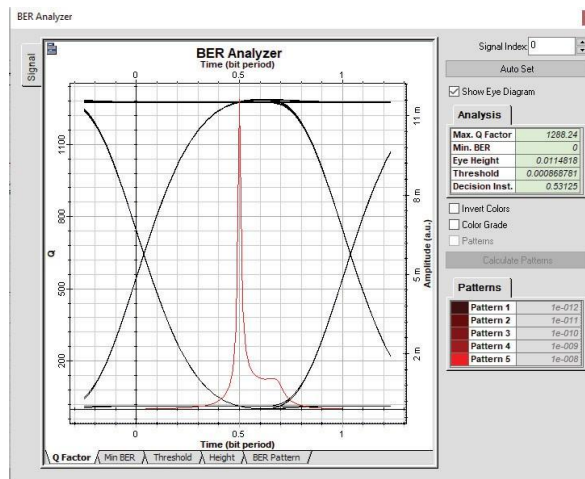 BER Analyzer
Signal
BER Analyzer
Time (bit period)
0 0.5 1
1100
800
500
200
Q
11 m
8 m
5 m
2 m
Amplitude (a.u.)
0 0.5 1
Time (bit period)
Q Factor Min BER Threshold Height BER Pattern
Signal Index: 0
Auto Set
Show Eye Diagram
Analysis
Max. Q Factor 1288.24
Min. BER 0
Eye Height 0.0114818
Threshold 0.000868781
Decision Inst. 0.53125
Invert Colors
Color Grade
Patterns
Calculate Patterns
Patterns
Pattern 1 1e-012
Pattern 2 1e-011
Pattern 3 1e-010
Pattern 4 1e-009
Pattern 5 1e-008